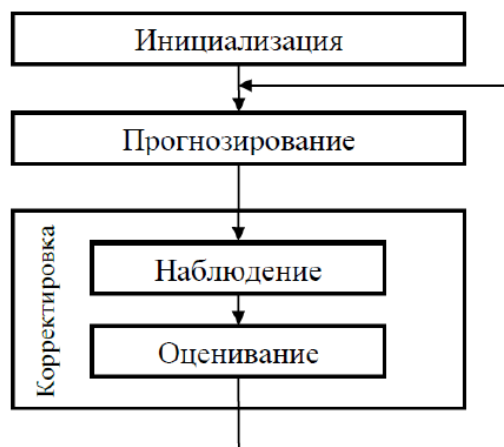 Инициализация
Прогнозирование
Корректировка
Наблюдение
Оценивание